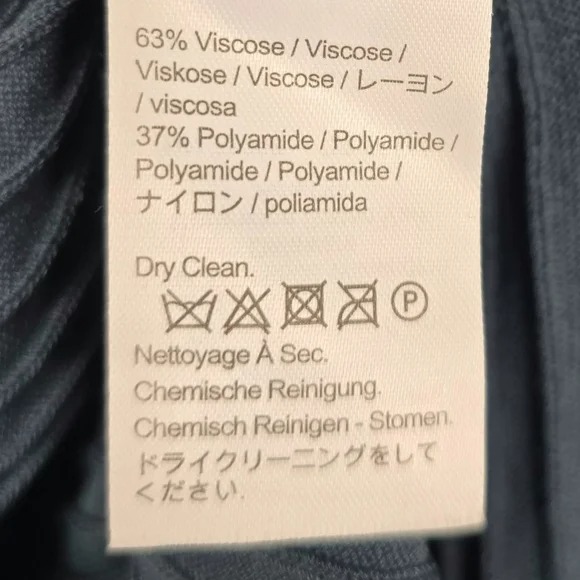 63% Viscose / Viscose /
Viskose / Viscose / レーヨン
/ viscosa
37% Polyamide / Polyamide /
Polyamide / Polyamide /
ナイロン / poliamida
Dry Clean.
P
Nettoyage À Sec.
Chemische Reinigung.
Chemisch Reinigen - Stomen.
ドライクリーニングをして
ください.